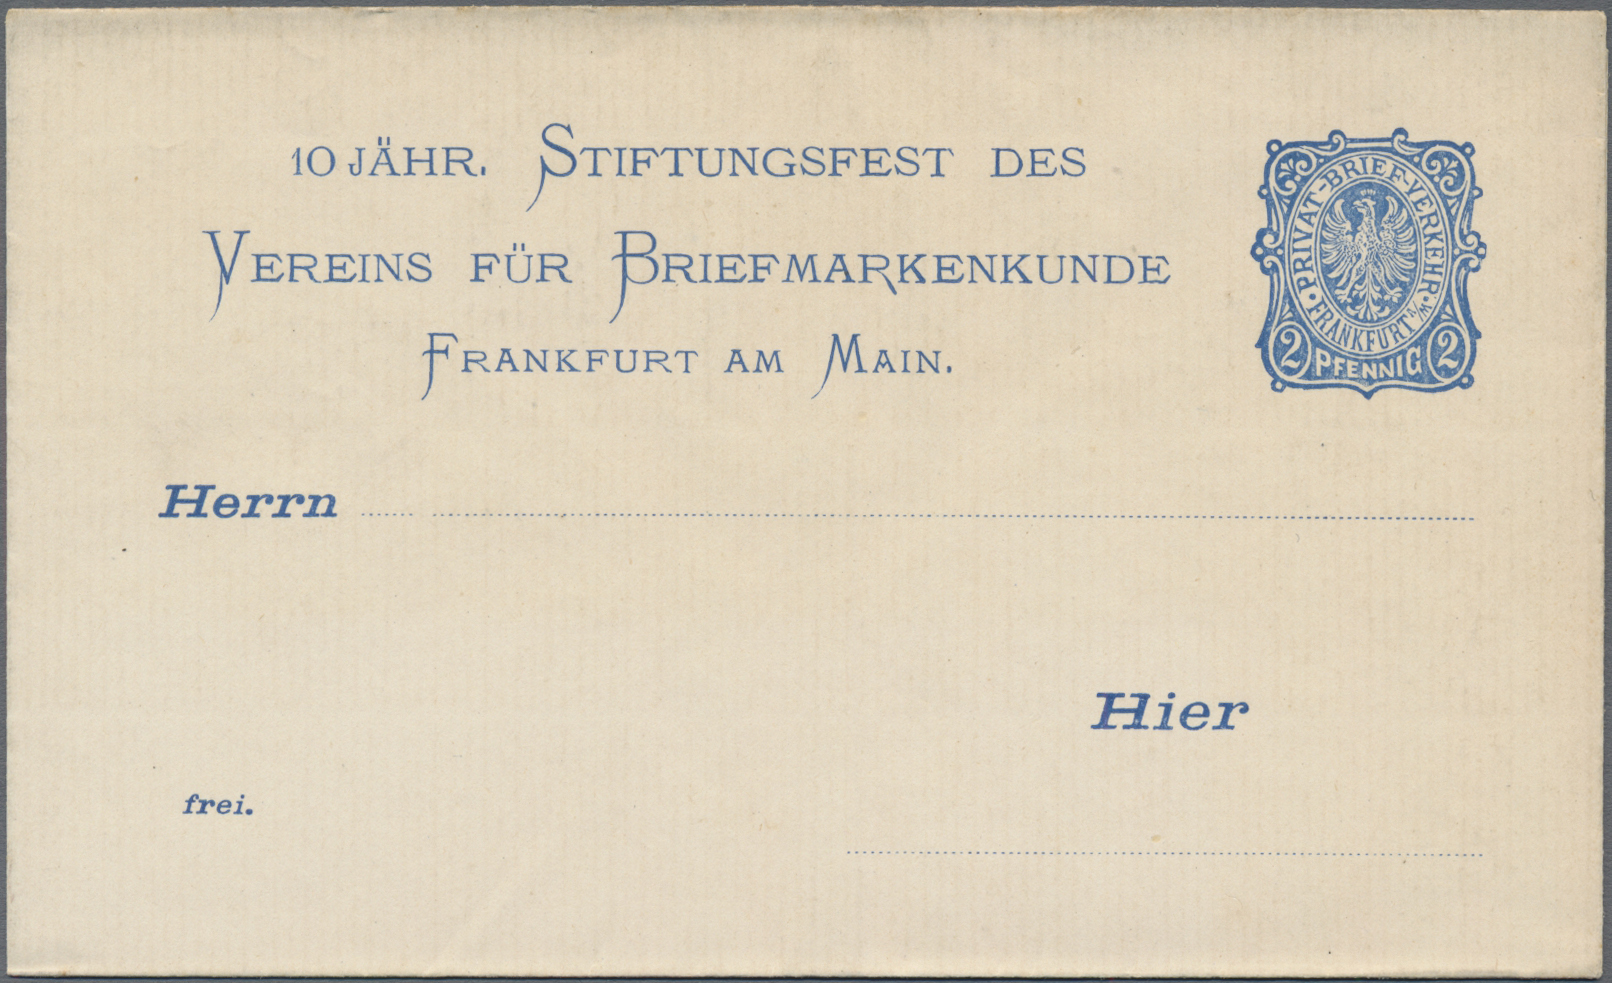 10 JÄHR. STIFTUNGSFEST DES
VEREINS FÜR BRIEFMARKENKUNDE
FRANKFURT AM MAIN.
PRIVAT-BRIEF-VERKEHR.
FRANKFURT A/M.
2 PFENNIG 2
Herrn
Hier
frei.